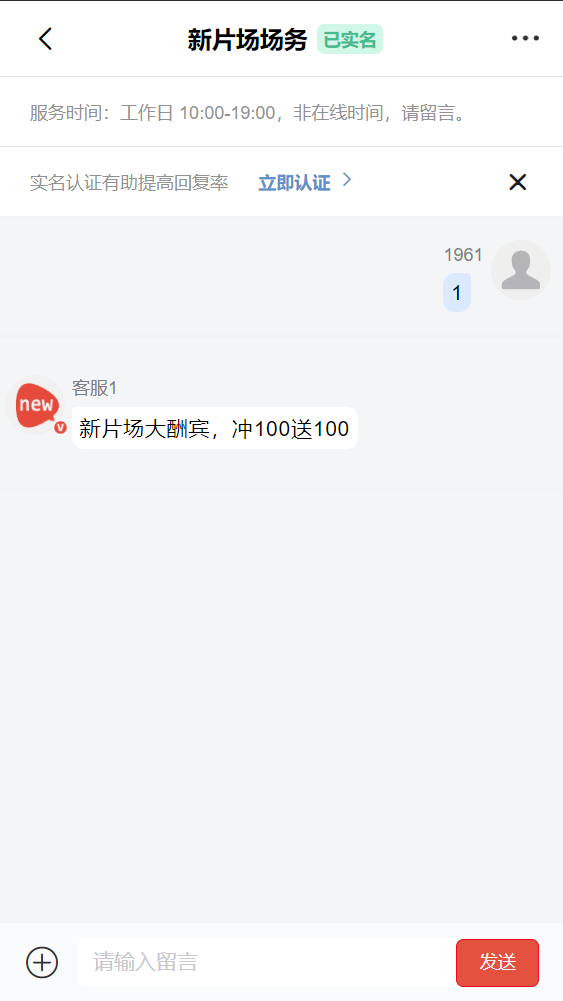 新片场场务 已实名
服务时间：工作日 10:00-19:00，非在线时间，请留言。
实名认证有助提高回复率 立即认证
1961
1
new
v
客服1
新片场大酬宾，冲100送100
请输入留言 发送